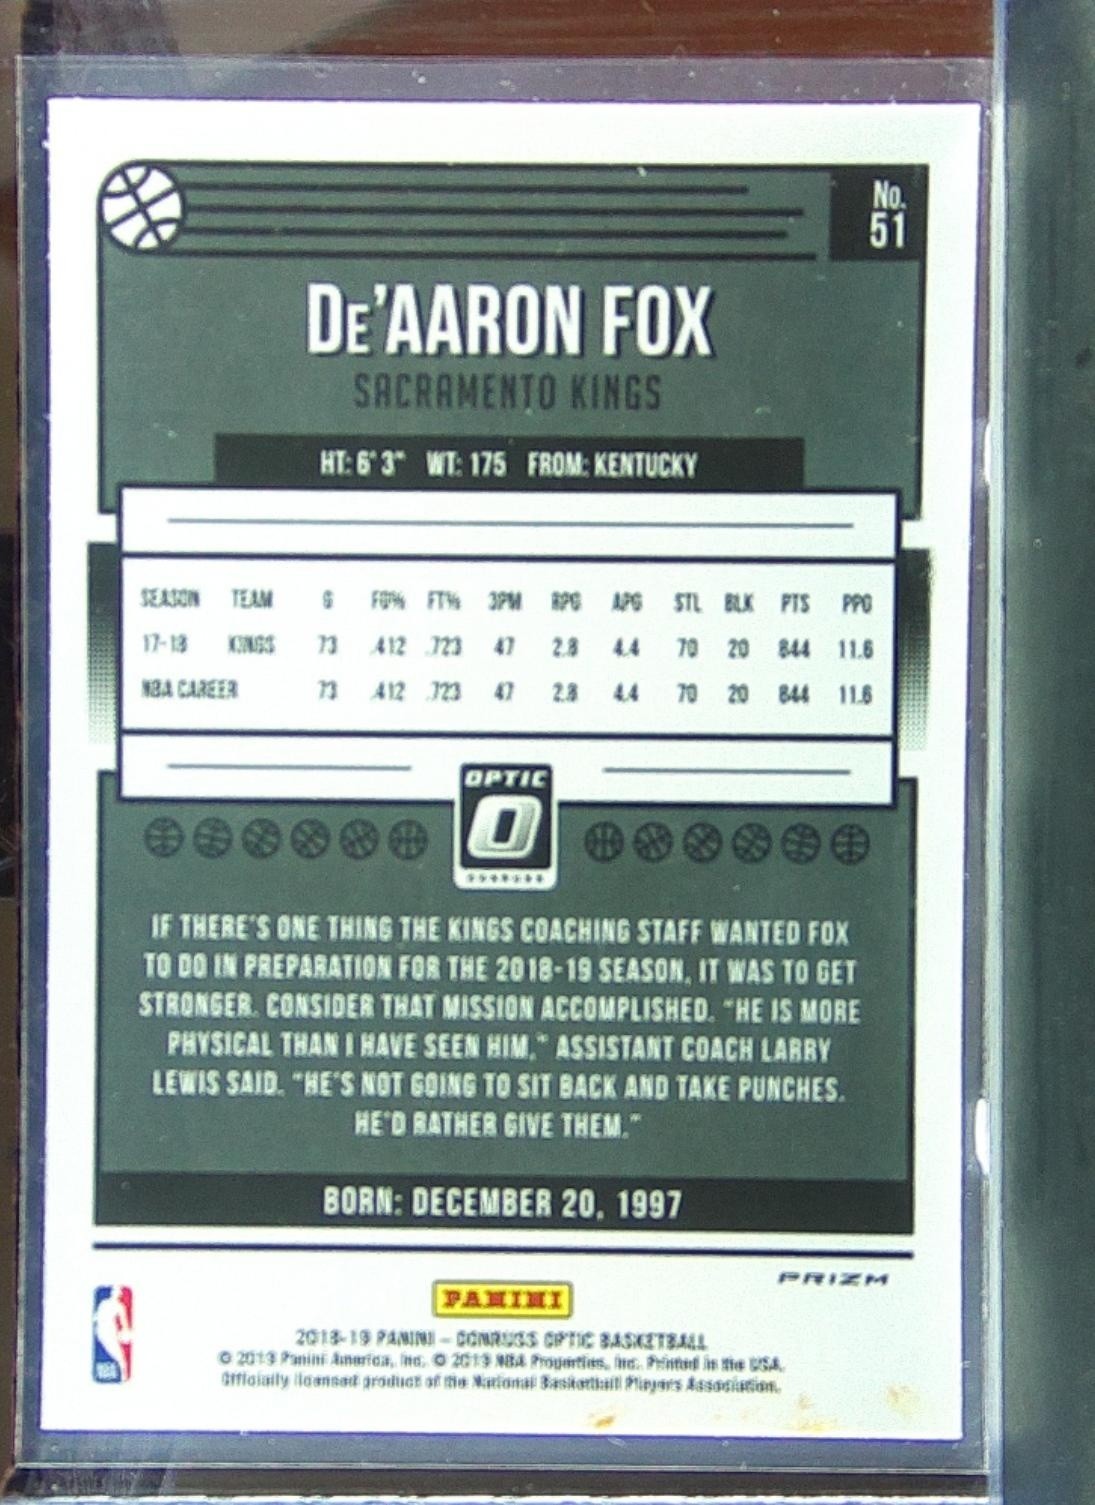 No.
51
De'AARON FOX
SACRAMENTO KINGS
HT: 6' 3" WT: 175 FROM: KENTUCKY
SEASON TEAM G FG% FT% 3PM RPG APG STL BLK PTS PPG
17-18 KINGS 73 .412 .723 47 2.8 4.4 70 20 844 11.6
NBA CAREER 73 .412 .723 47 2.8 4.4 70 20 844 11.6
OPTIC
O
DONRUSS
IF THERE'S ONE THING THE KINGS COACHING STAFF WANTED FOX
TO DO IN PREPARATION FOR THE 2018-19 SEASON, IT WAS TO GET
STRONGER. CONSIDER THAT MISSION ACCOMPLISHED. "HE IS MORE
PHYSICAL THAN I HAVE SEEN HIM," ASSISTANT COACH LARRY
LEWIS SAID. "HE'S NOT GOING TO SIT BACK AND TAKE PUNCHES.
HE'D RATHER GIVE THEM."
BORN: DECEMBER 20, 1997
PRIZM
PANINI
NBA
2018-19 PANINI – DONRUSS OPTIC BASKETBALL
© 2019 Panini America, Inc. © 2019 NBA Properties, Inc. Printed in the USA.
Officially licensed product of the National Basketball Players Association.